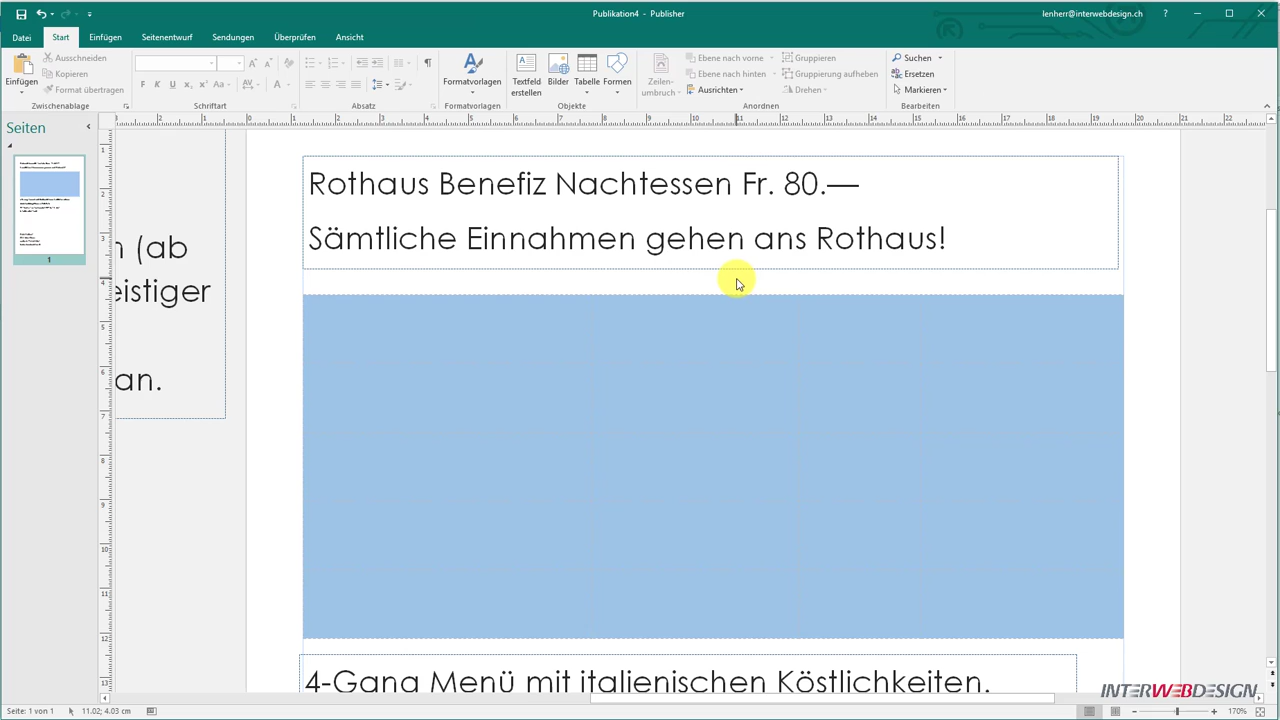 Publikation4 - Publisher
lenherr@interwebdesign.ch
?
Datei Start Einfügen Seitenentwurf Sendungen Überprüfen Ansicht
Einfügen
Ausschneiden
Kopieren
Format übertragen
Zwischenablage
F K U
Schriftart
Absatz
Formatvorlagen
Formatvorlagen
Textfeld erstellen
Bilder
Tabelle
Formen
Objekte
Zeilen-
umbruch
Ebene nach vorne
Ebene nach hinten
Ausrichten
Gruppieren
Gruppierung aufheben
Drehen
Anordnen
Suchen
Ersetzen
Markieren
Bearbeiten
Seiten
1
Rothaus Benefiz Nachtessen Fr. 80.—
Sämtliche Einnahmen gehen ans Rothaus!
n (ab
eistiger
an.
4-Gang Menü mit italienischen Köstlichkeiten.
INTERWEBDESIGN
Seite: 1 von 1
11.02; 4.03 cm
170%